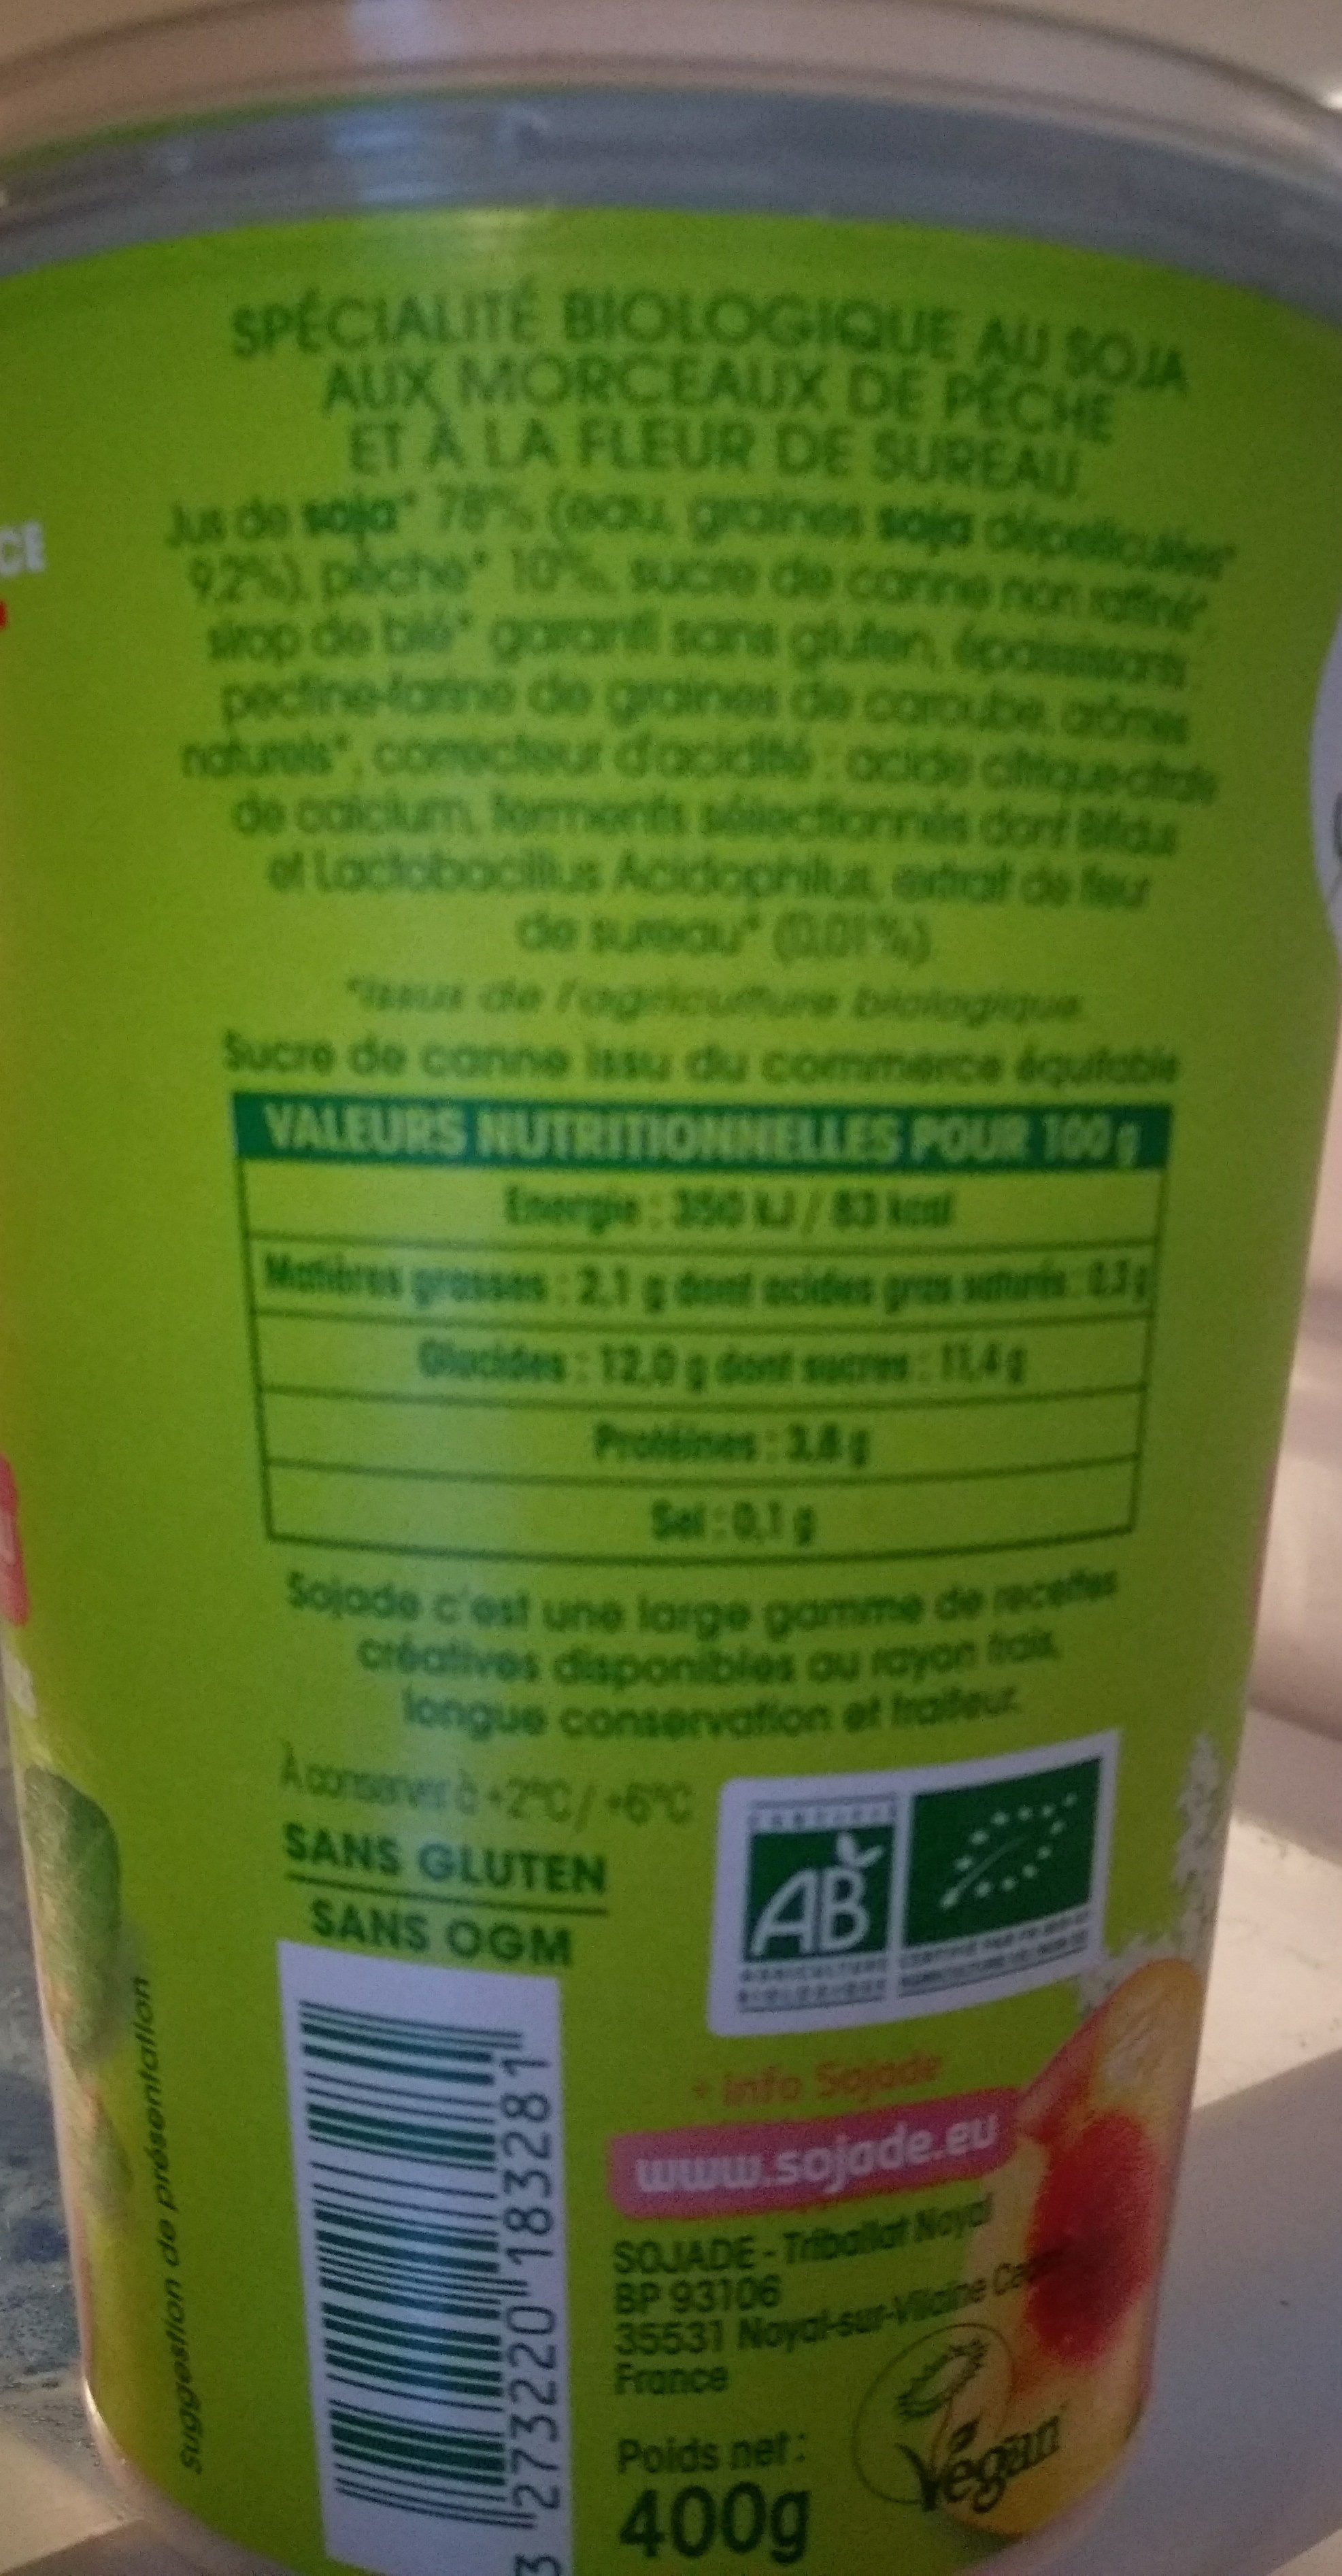 CE
SPÉCIALITÉ BIOLOGIQUE AU SOJA
AUX MORCEAUX DE PÊCHE
ET À LA FLEUR DE SUREAU
Jus de soja* 78% (eau, graines soja dépelliculées*
9,2%), pêche* 10%, sucre de canne non raffiné*,
sirop de blé* garanti sans gluten, épaississants :
pectine-farine de graines de caroube, arômes
naturels*, correcteur d'acidité : acide citrique-citrate
de calcium, ferments sélectionnés dont Bifidus
et Lactobacillus Acidophilus, extrait de fleur
de sureau* (0,01%)
*Issus de l'agriculture biologique
Sucre de canne issu du commerce équitable
VALEURS NUTRITIONNELLES POUR 100 g
Energie : 350 kJ / 83 kcal
Matières grasses : 2,1 g dont acides gras saturés : 0,3 g
Glucides : 12,0 g dont sucres : 11,4 g
Protéines : 3,8 g
Sel : 0,1 g
Sojade c'est une large gamme de recettes
créatives disponibles au rayon frais,
longue conservation et traiteur.
À conserver à +2°C / +6°C
SANS GLUTEN
SANS OGM
AB
AGRICULTURE
BIOLOGIQUE
Suggestion de présentation
3 273220 183281
+ info Sojade
www.sojade.eu
SOJADE - Triballat Noyal
BP 93106
35531 Noyal-sur-Vilaine
France
Vegan
Poids net :
400g